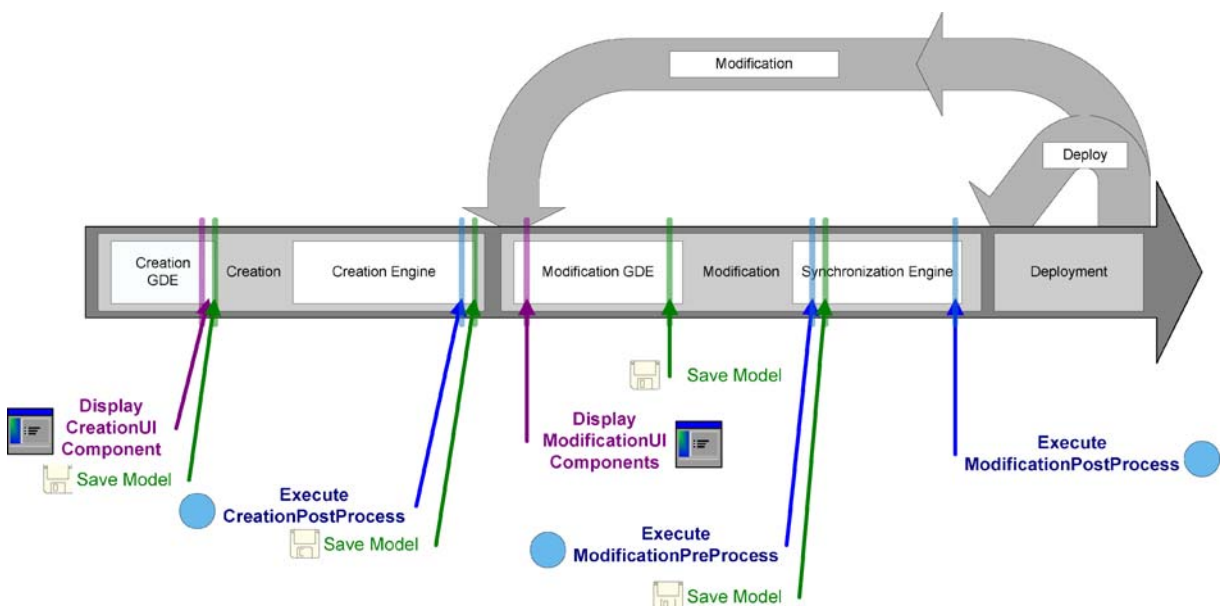 Modification
Deploy
Creation
GDE
Creation
Creation Engine
Modification GDE
Modification
Synchronization Engine
Deployment
Save Model
Display
CreationUI
Component
Save Model
Display
ModificationUI
Components
Execute
ModificationPostProcess
Execute
CreationPostProcess
Save Model
Execute
ModificationPreProcess
Save Model